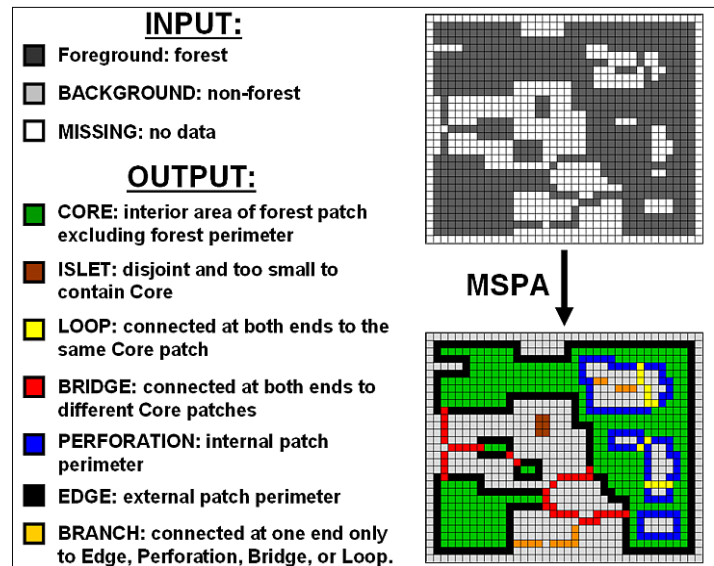 INPUT:
Foreground: forest
BACKGROUND: non-forest
MISSING: no data
OUTPUT:
CORE: interior area of forest patch
excluding forest perimeter
ISLET: disjoint and too small to
contain Core
LOOP: connected at both ends to the
same Core patch
BRIDGE: connected at both ends to
different Core patches
PERFORATION: internal patch
perimeter
EDGE: external patch perimeter
BRANCH: connected at one end only
to Edge, Perforation, Bridge, or Loop.
MSPA